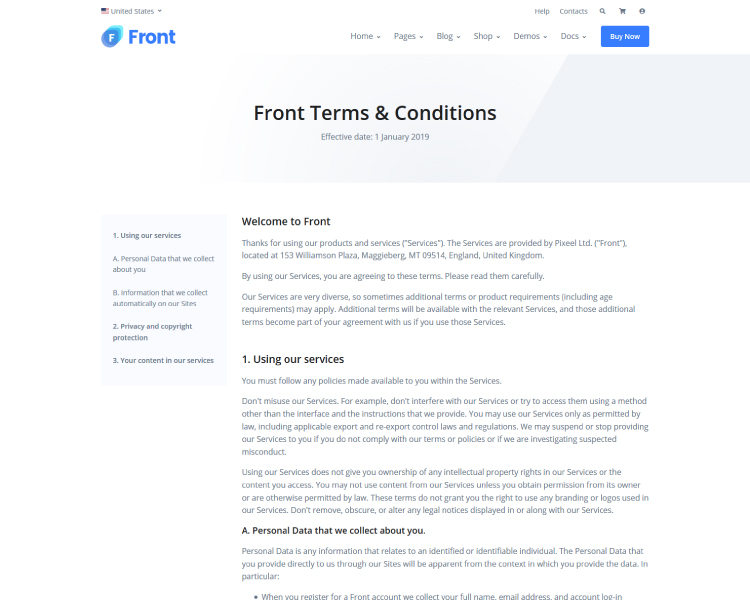 United States
Help Contacts
Front
Home Pages Blog Shop Demos Docs Buy Now
Front Terms & Conditions
Effective date: 1 January 2019
1. Using our services
A. Personal Data that we collect
about you
B. Information that we collect
automatically on our Sites
2. Privacy and copyright
protection
3. Your content in our services
Welcome to Front
Thanks for using our products and services ("Services"). The Services are provided by Pixeel Ltd. ("Front"),
located at 153 Williamson Plaza, Maggieberg, MT 09514, England, United Kingdom.
By using our Services, you are agreeing to these terms. Please read them carefully.
Our Services are very diverse, so sometimes additional terms or product requirements (including age
requirements) may apply. Additional terms will be available with the relevant Services, and those additional
terms become part of your agreement with us if you use those Services.
1. Using our services
You must follow any policies made available to you within the Services.
Don't misuse our Services. For example, don't interfere with our Services or try to access them using a method
other than the interface and the instructions that we provide. You may use our Services only as permitted by
law, including applicable export and re-export control laws and regulations. We may suspend or stop providing
our Services to you if you do not comply with our terms or policies or if we are investigating suspected
misconduct.
Using our Services does not give you ownership of any intellectual property rights in our Services or the
content you access. You may not use content from our Services unless you obtain permission from its owner
or are otherwise permitted by law. These terms do not grant you the right to use any branding or logos used in
our Services. Don't remove, obscure, or alter any legal notices displayed in or along with our Services.
A. Personal Data that we collect about you.
Personal Data is any information that relates to an identified or identifiable individual. The Personal Data that
you provide directly to us through our Sites will be apparent from the context in which you provide the data. In
particular:
• When you register for a Front account we collect your full name, email address, and account log-in